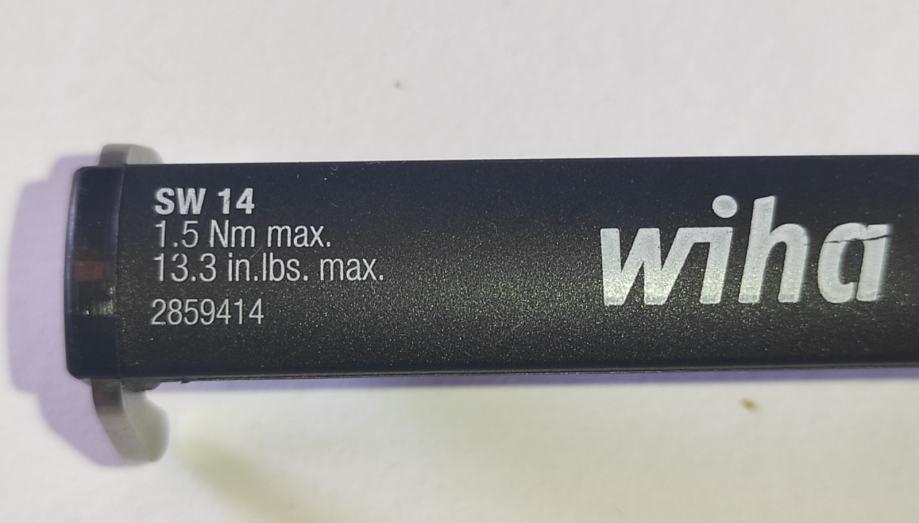 SW 14
1.5 Nm max.
13.3 in.lbs. max.
2859414
wiha